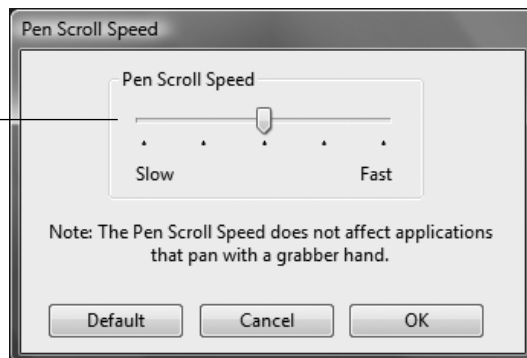 Pen Scroll Speed
Pen Scroll Speed
Slow Fast
Note: The Pen Scroll Speed does not affect applications
that pan with a grabber hand.
Default Cancel OK